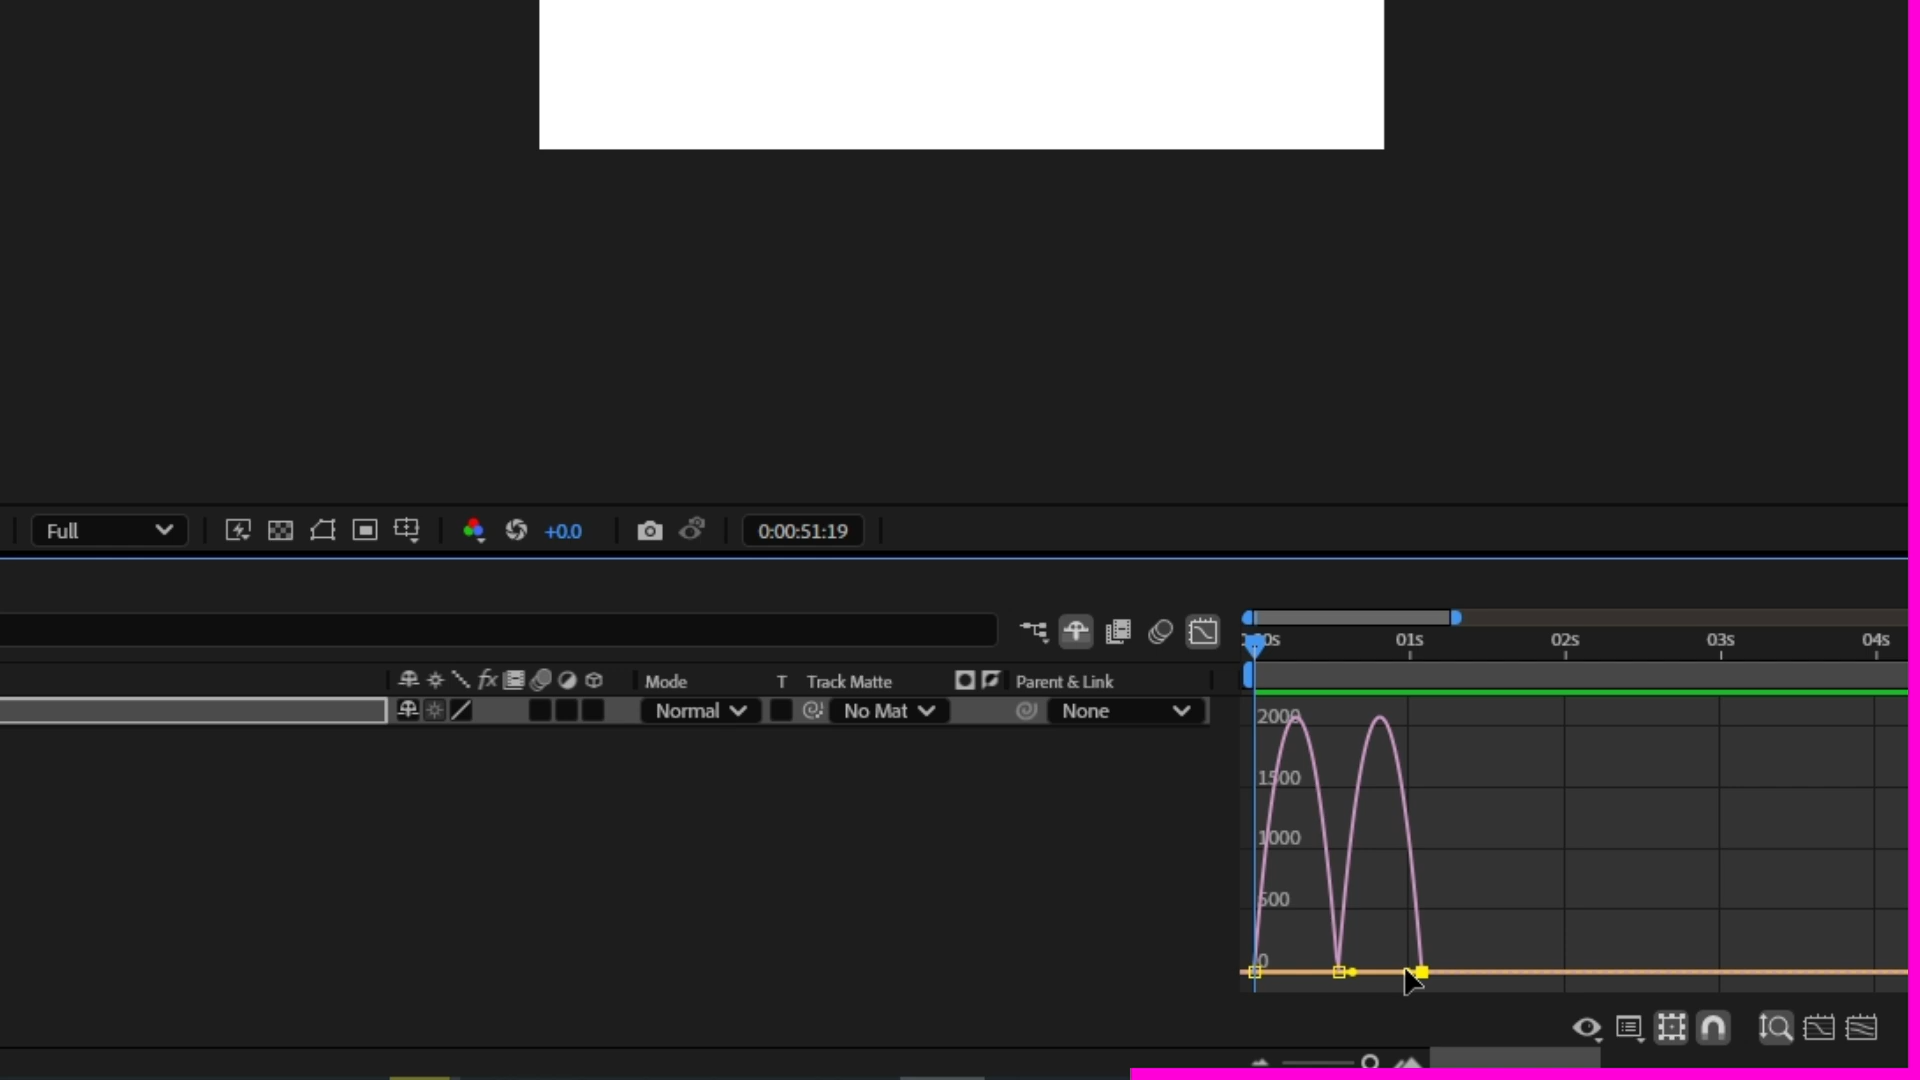 Full
+0.0
0:00:51:19
01s
02s
03s
04s
fx
Mode
T
Track Matte
Parent & Link
Normal
No Mat
None
2000
1500
1000
500
0